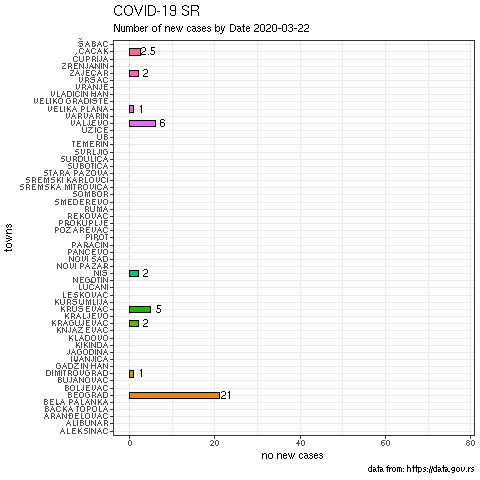 COVID-19 SR
Number of new cases by Date 2020-03-22
towns
ŠABAC
ČAČAK 2.5
ĆUPRIJA
ZRENJANIN
ZAJEČAR 2
VRŠAC
VRANJE
VLADIČIN HAN
VELIKO GRADIŠTE
VELIKA PLANA 1
VARVARIN
VALJEVO 6
UŽICE
UB
TEMERIN
SVRLJIG
SURDULICA
SUBOTICA
STARA PAZOVA
SREMSKI KARLOVCI
SREMSKA MITROVICA
SOMBOR
SMEDEREVO
RUMA
REKOVAC
PROKUPLJE
POŽAREVAC
PIROT
PARAĆIN
PANČEVO
NOVI SAD
NOVI PAZAR
NIŠ 2
NEGOTIN
LUČANI
LESKOVAC
KURŠUMLIJA
KRUŠEVAC 5
KRALJEVO
KRAGUJEVAC 2
KNJAŽEVAC
KLADOVO
KIKINDA
JAGODINA
IVANJICA
GADŽIN HAN
DIMITROVGRAD 1
BUJANOVAC
BOLJEVAC
BEOGRAD 21
BELA PALANKA
BAČKA TOPOLA
ARANĐELOVAC
ALIBUNAR
ALEKSINAC
0 20 40 60 80
no new cases
data from: https://data.gov.rs